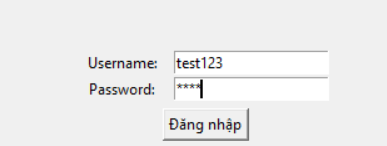 Username: test123
Password: ****
Đăng nhập